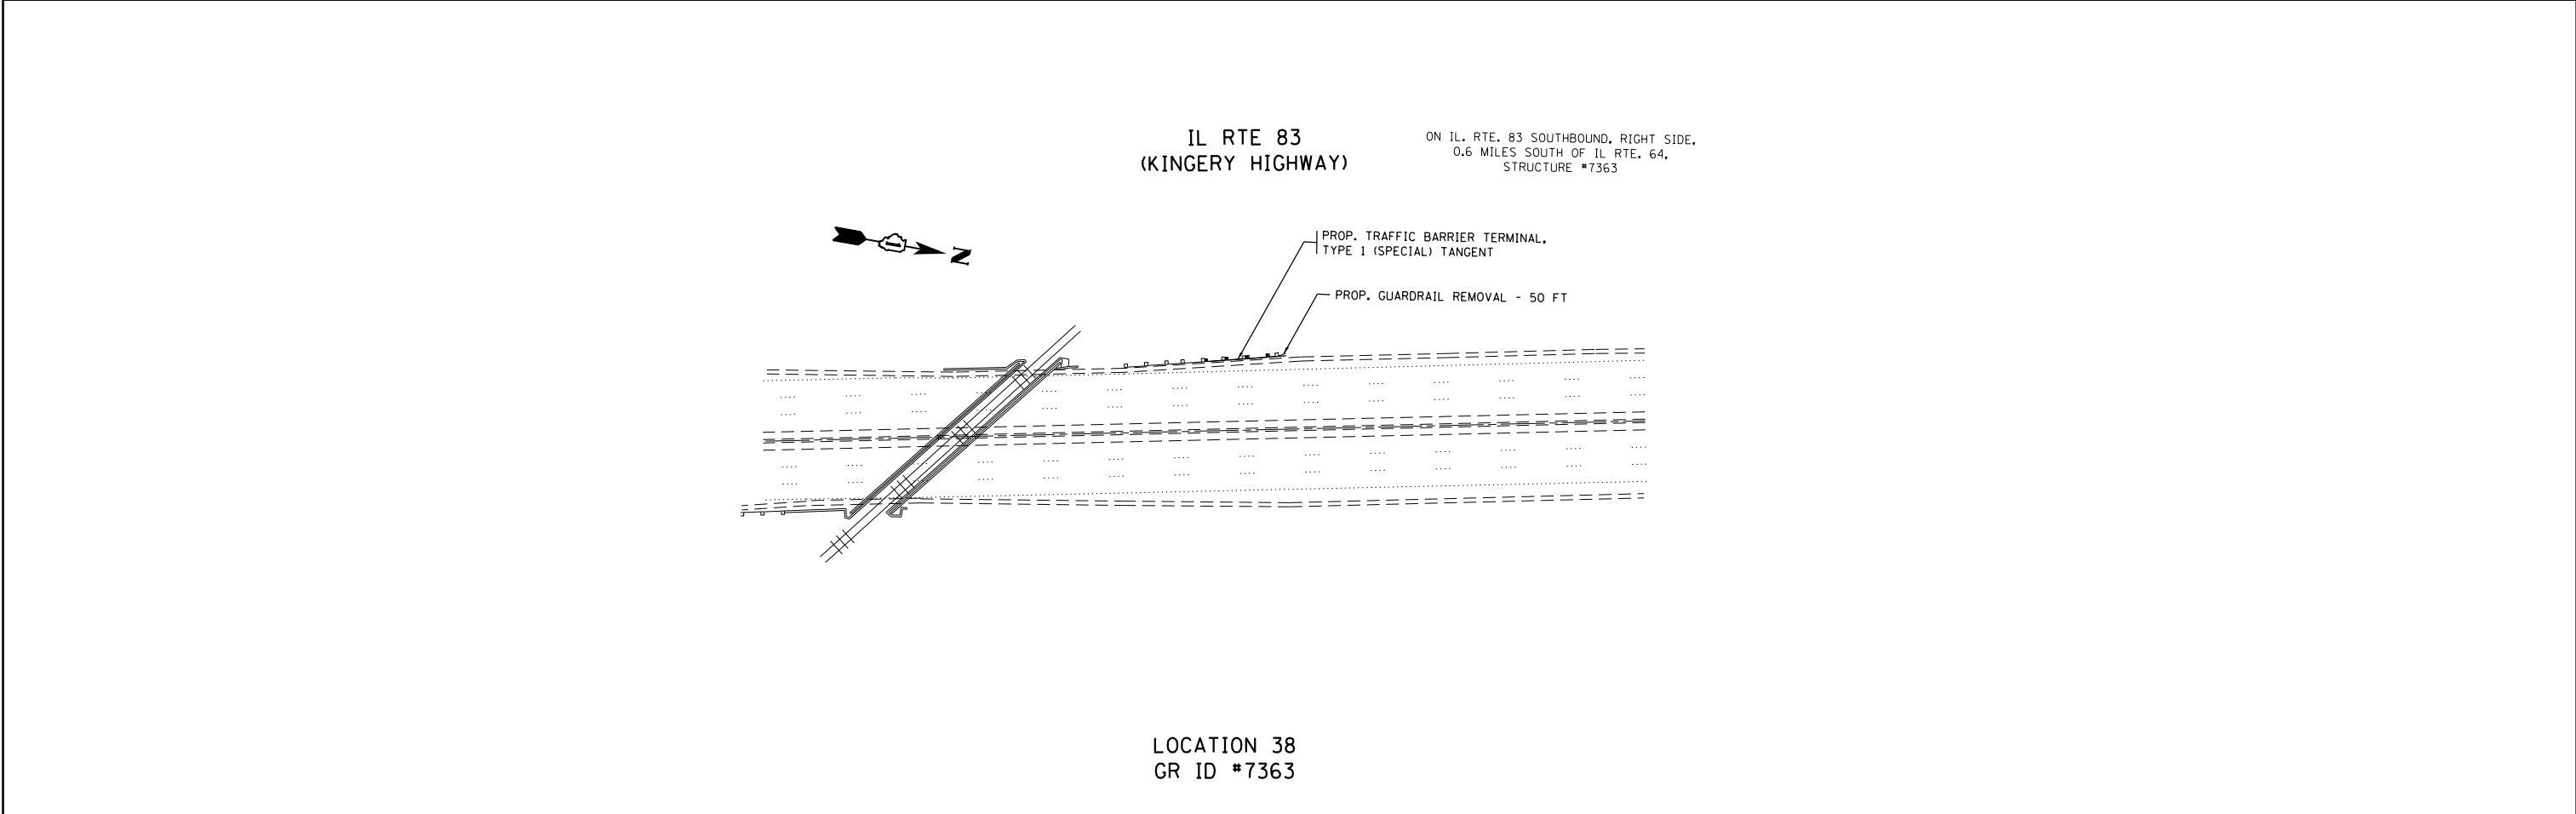 IL RTE 83
(KINGERY HIGHWAY)
ON IL. RTE. 83 SOUTHBOUND, RIGHT SIDE,
0.6 MILES SOUTH OF IL RTE. 64,
STRUCTURE #7363
N
PROP. TRAFFIC BARRIER TERMINAL,
TYPE 1 (SPECIAL) TANGENT
PROP. GUARDRAIL REMOVAL - 50 FT
LOCATION 38
GR ID #7363